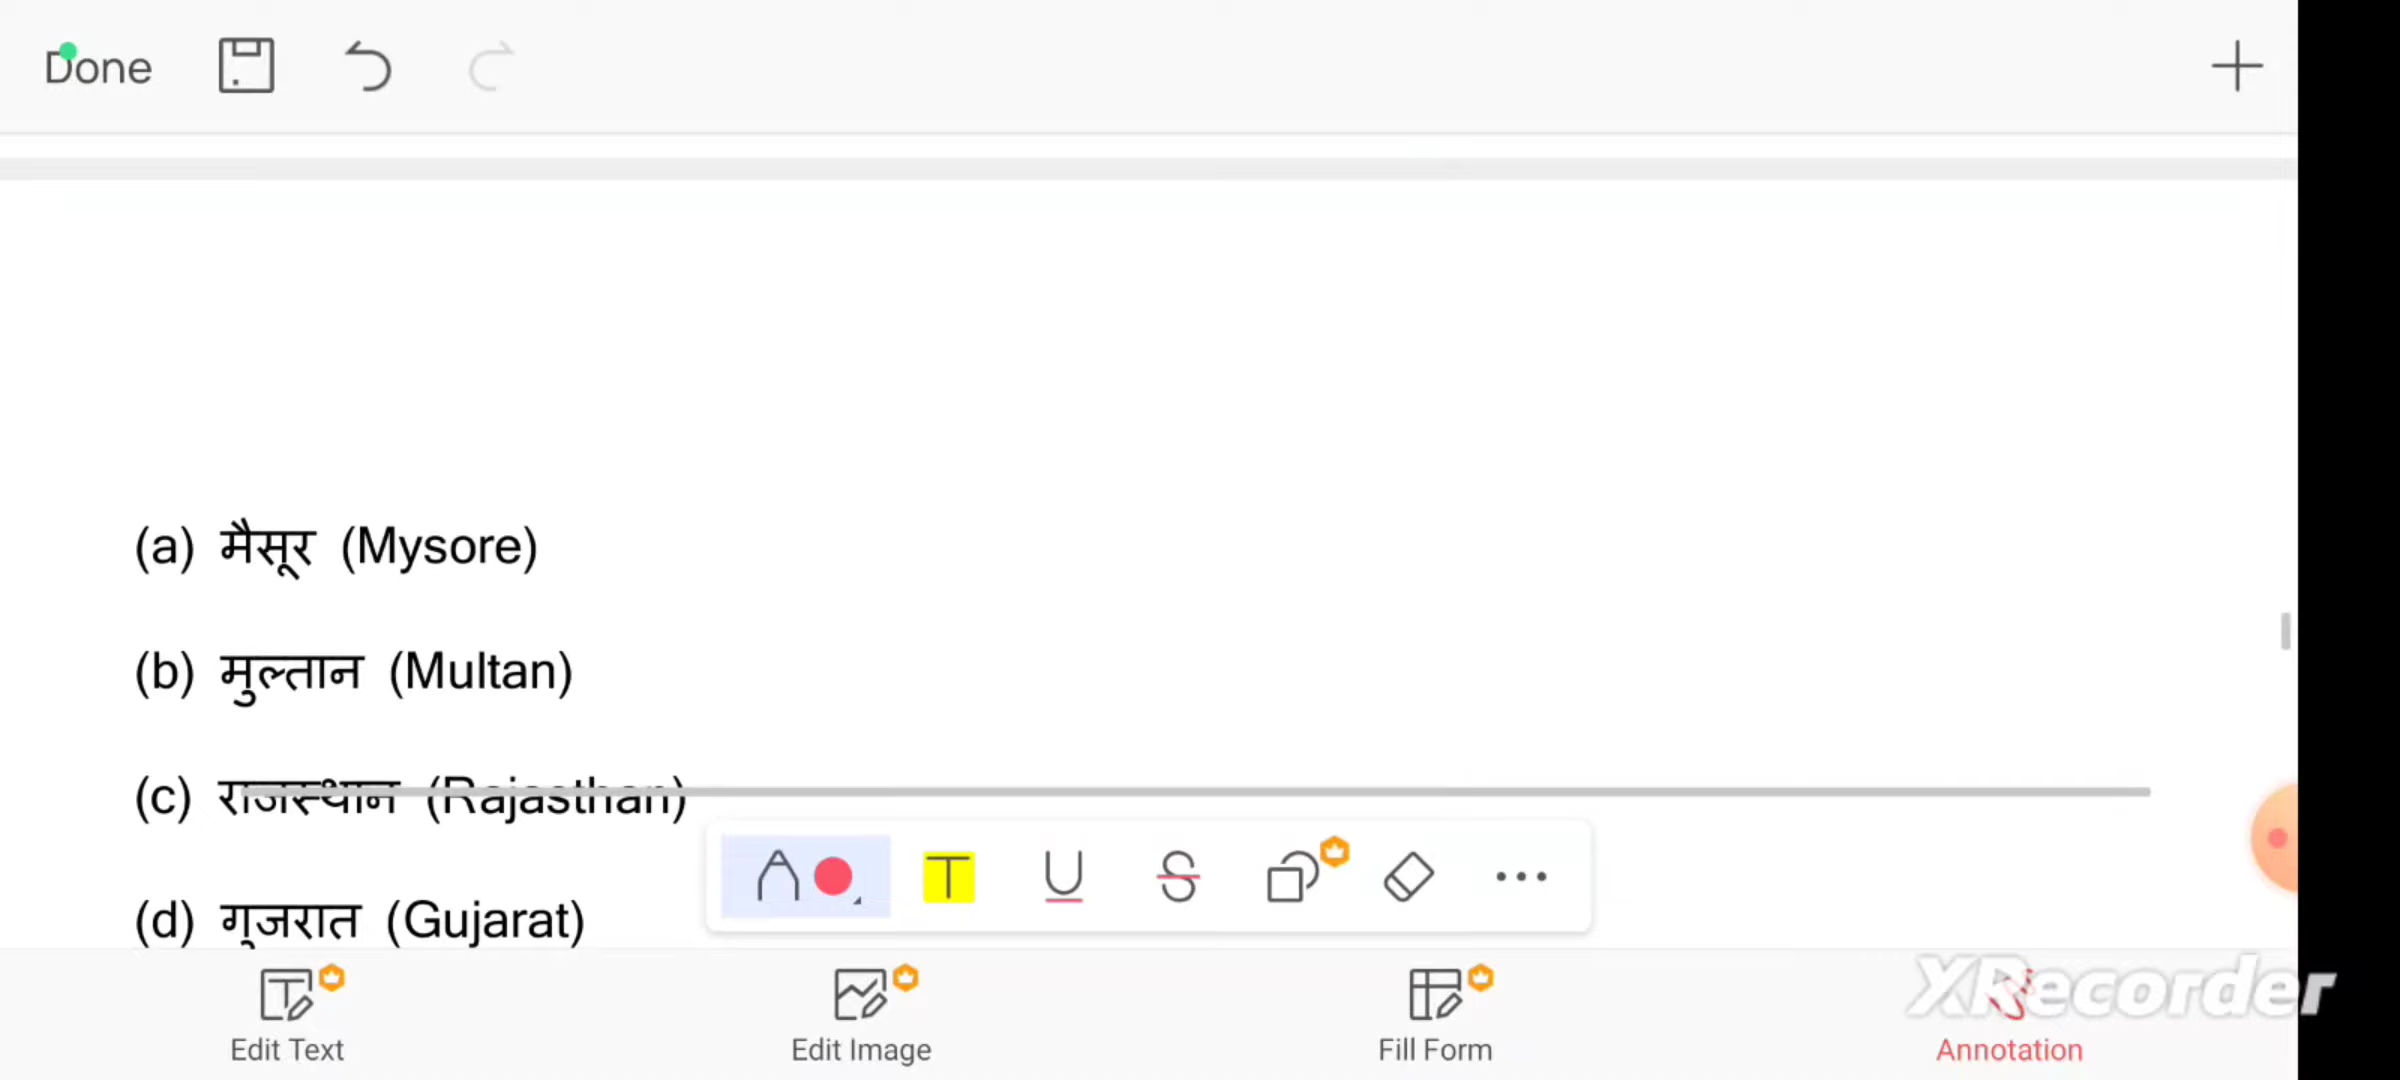 Done
(a) मैसूर (Mysore)
(b) मुल्तान (Multan)
(c) राजस्थान (Rajasthan)
(d) गुजरात (Gujarat)
T U S
Edit Text Edit Image Fill Form Annotation
XRecorder